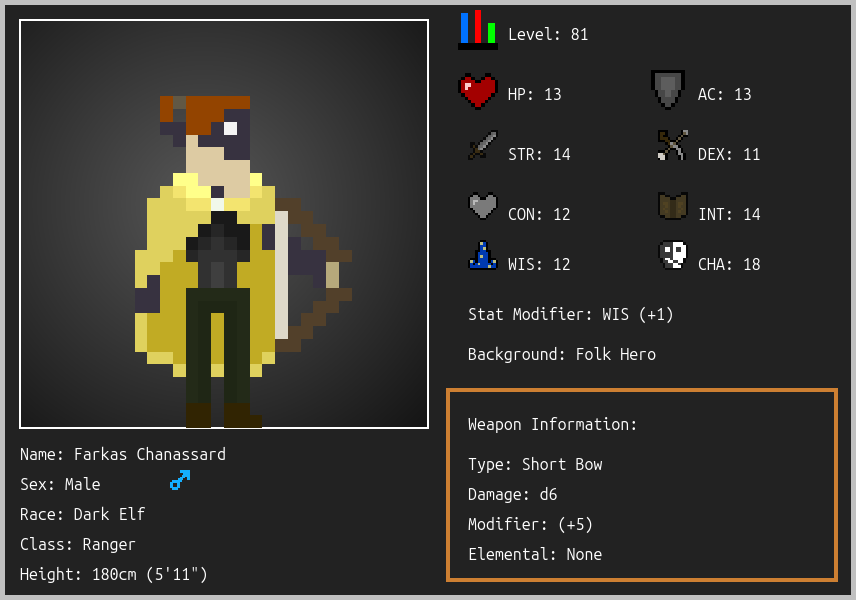 Level: 81
HP: 13
AC: 13
STR: 14
DEX: 11
CON: 12
INT: 14
WIS: 12
CHA: 18
Stat Modifier: WIS (+1)
Background: Folk Hero
Weapon Information:
Type: Short Bow
Damage: d6
Modifier: (+5)
Elemental: None
Name: Farkas Chanassard
Sex: Male
Race: Dark Elf
Class: Ranger
Height: 180cm (5'11")